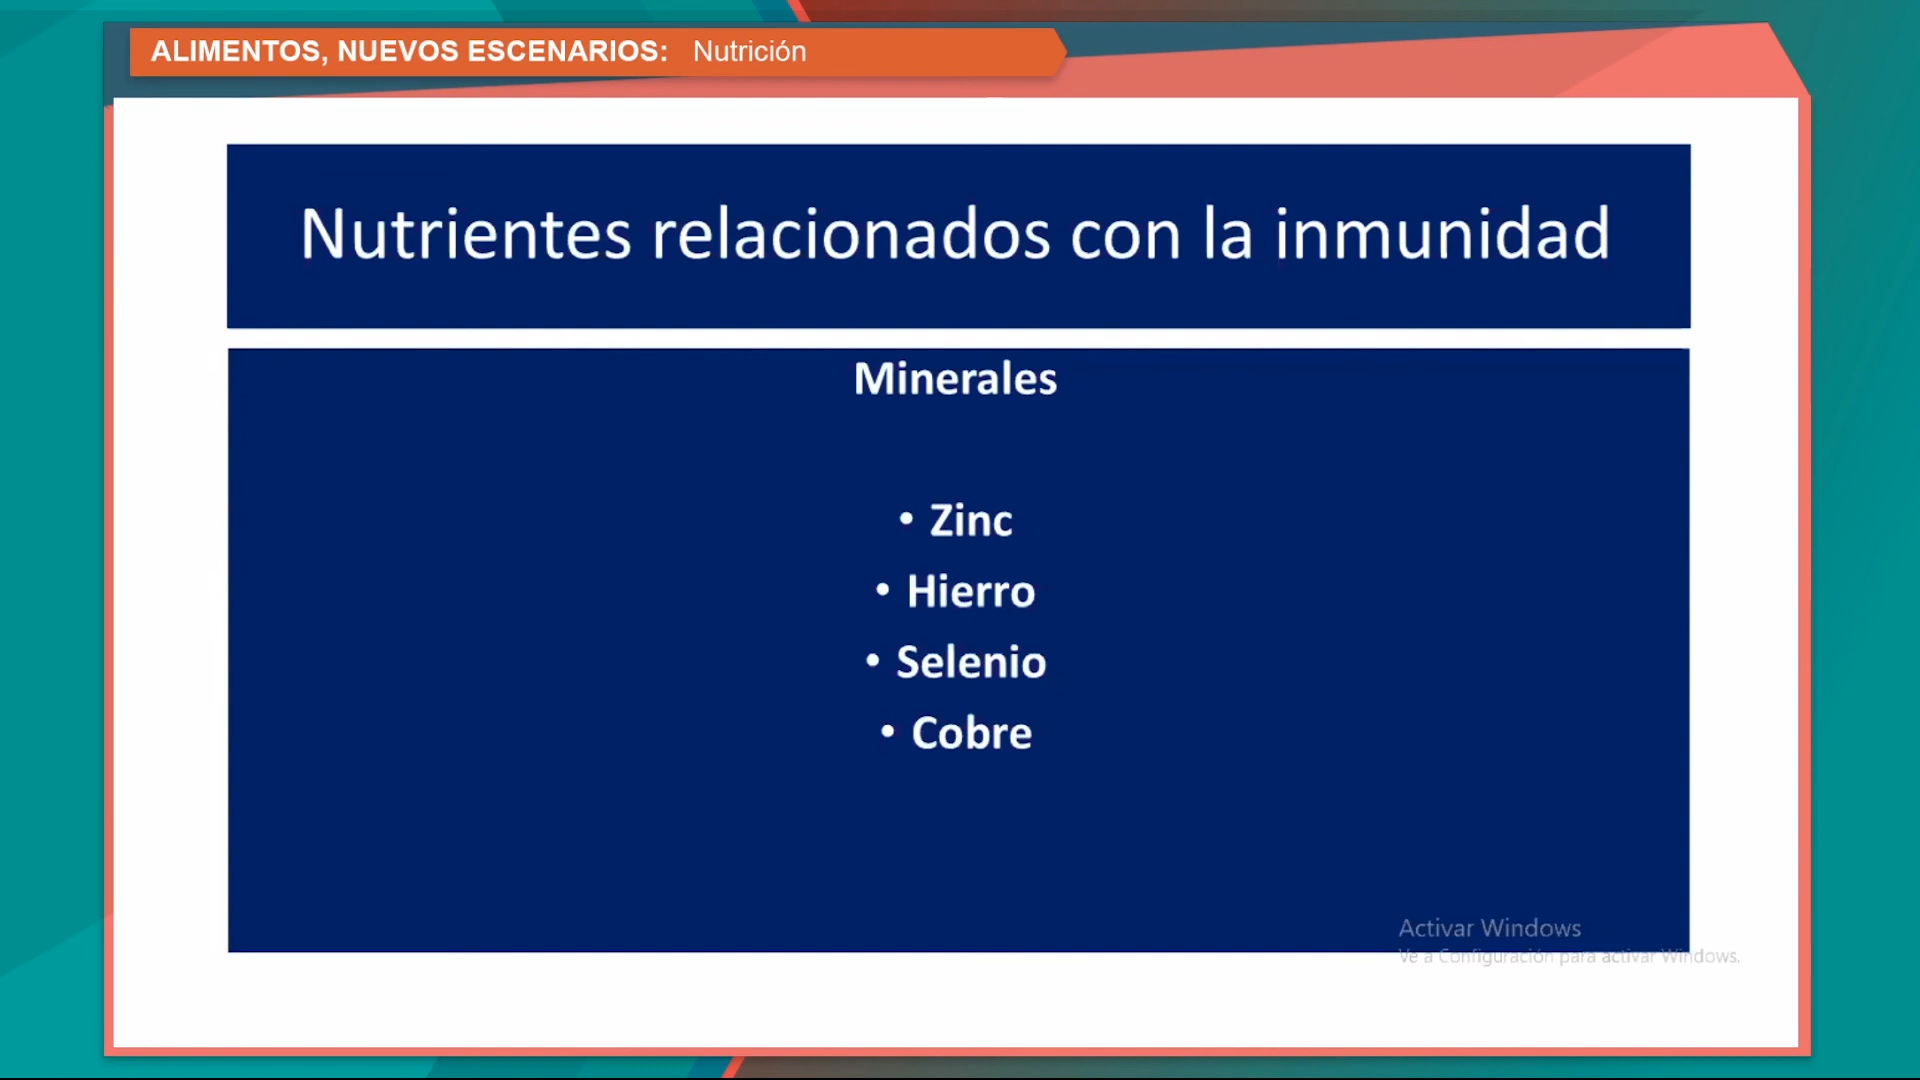 ALIMENTOS, NUEVOS ESCENARIOS: Nutrición
Nutrientes relacionados con la inmunidad
Minerales
• Zinc
• Hierro
• Selenio
• Cobre
Activar Windows
Ve a Configuración para activar Windows.